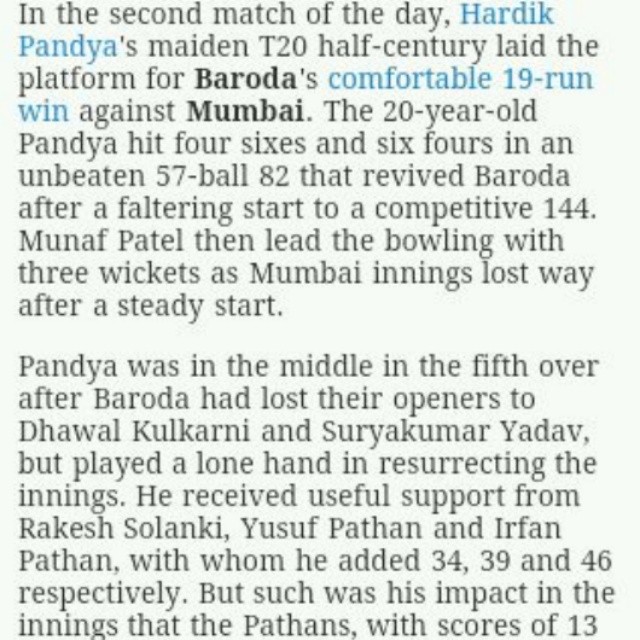 In the second match of the day, Hardik
Pandya's maiden T20 half-century laid the
platform for Baroda's comfortable 19-run
win against Mumbai. The 20-year-old
Pandya hit four sixes and six fours in an
unbeaten 57-ball 82 that revived Baroda
after a faltering start to a competitive 144.
Munaf Patel then lead the bowling with
three wickets as Mumbai innings lost way
after a steady start.
Pandya was in the middle in the fifth over
after Baroda had lost their openers to
Dhawal Kulkarni and Suryakumar Yadav,
but played a lone hand in resurrecting the
innings. He received useful support from
Rakesh Solanki, Yusuf Pathan and Irfan
Pathan, with whom he added 34, 39 and 46
respectively. But such was his impact in the
innings that the Pathans, with scores of 13